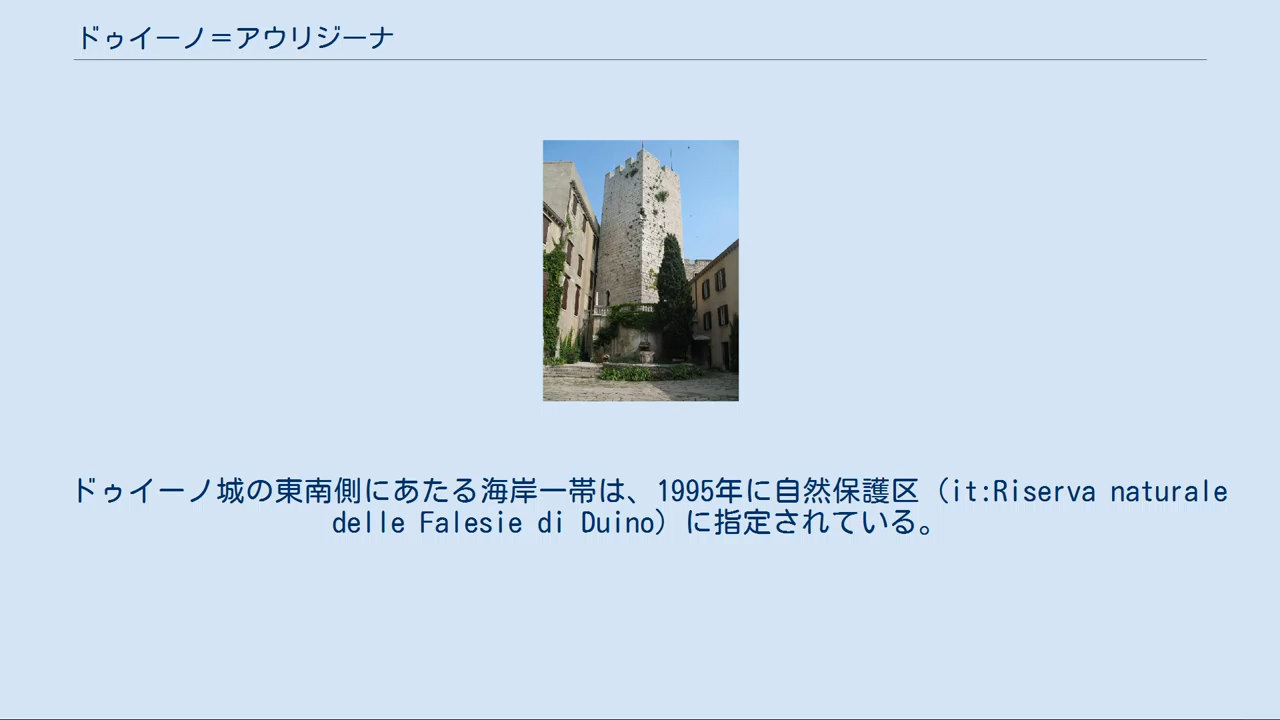 ドゥイーノ＝アウリジーナ
ドゥイーノ城の東南側にあたる海岸一帯は、1995年に自然保護区（it:Riserva naturale
delle Falesie di Duino）に指定されている。